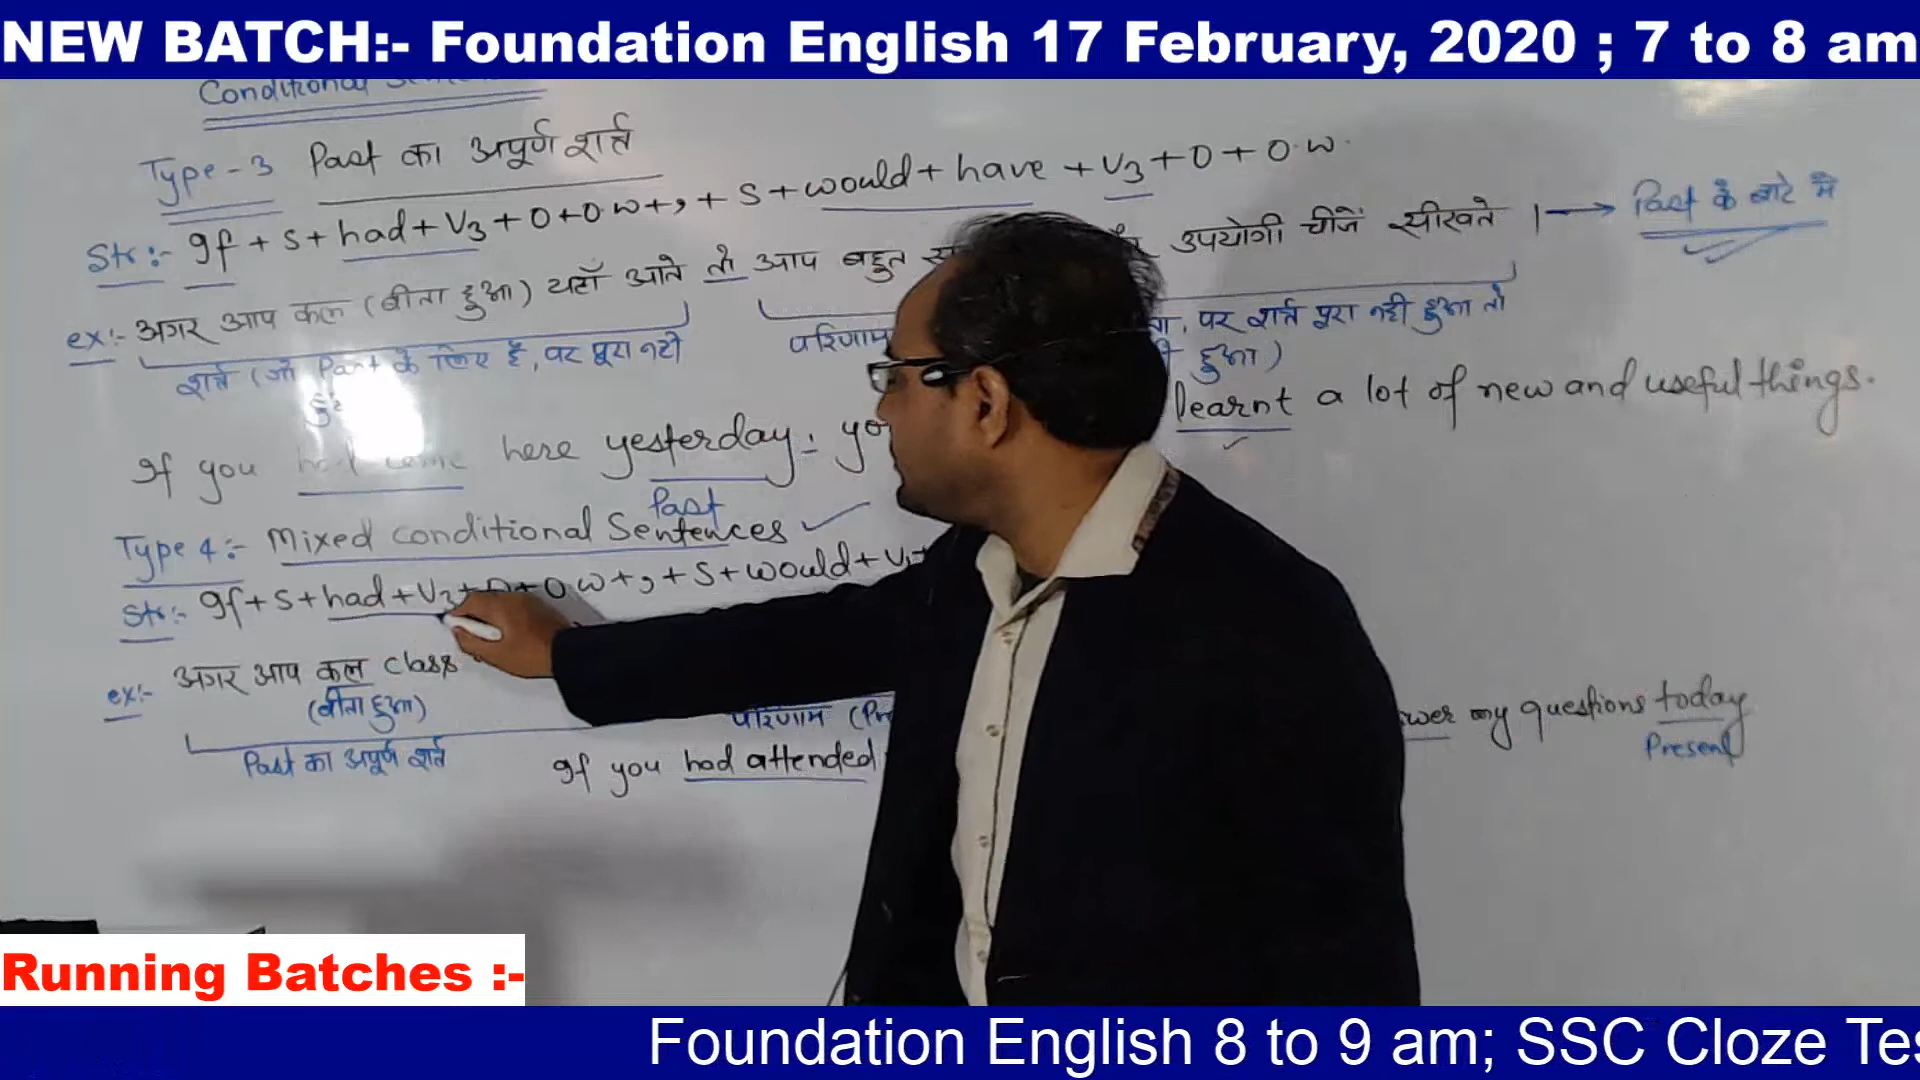 NEW BATCH:- Foundation English 17 February, 2020 ; 7 to 8 am
Conditional
Type-3 Past का अपूर्ण शर्त्त
Str:- If + S + had + V3 + O + O.W + , + S + would + have + V3 + O + O.W.
ex:- अगर आप कल (बीता हुआ) यहाँ आते तो आप बहुत उपयोगी चीजें सीखते । → Past के बारे में
शर्त्त (जो Past के लिए है, पर पूरा नही परिणाम पर शर्त्त पूरा नही हुआ तो
हुआ)
If you had come here yesterday, learnt a lot of new and useful things.
Past
Type 4:- Mixed Conditional Sentences
Str:- If + S + had + V3 + O + O.W + , + S + would + V1 +
ex:- अगर आप कल class
(बीता हुआ)
परिणाम my questions today
Past का अपूर्ण शर्त्त If you had attended Present
Running Batches :-
Foundation English 8 to 9 am; SSC Cloze Tes